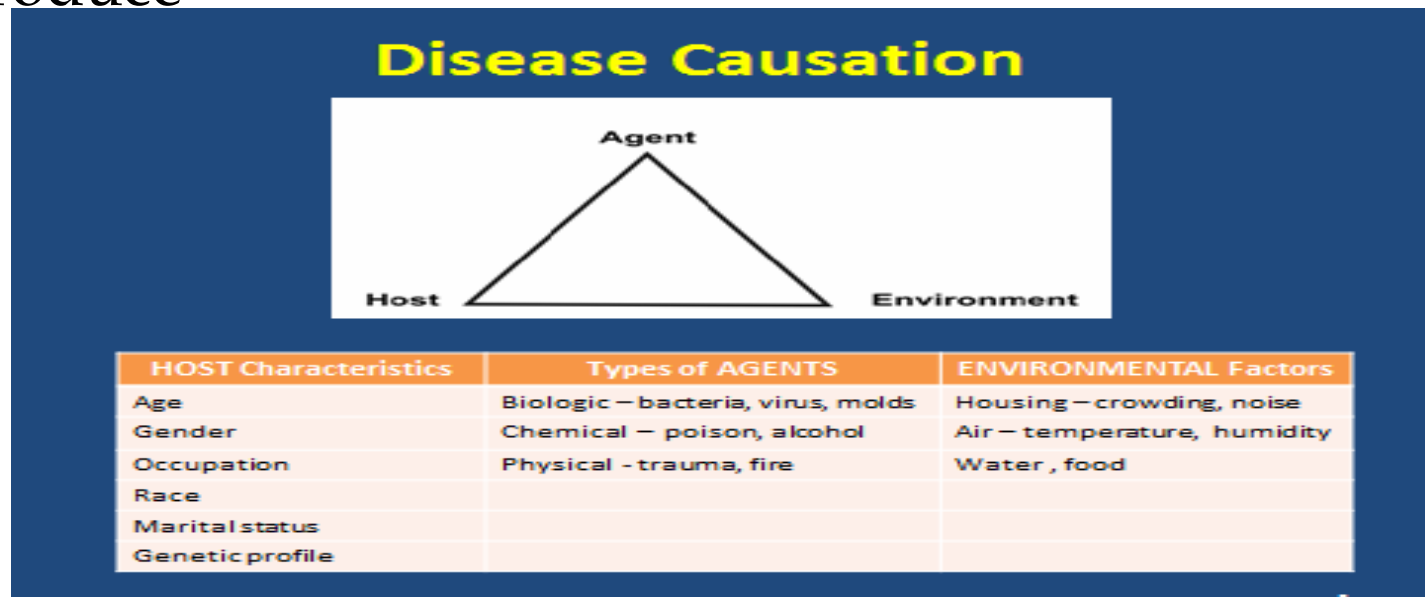 Disease Causation
Agent
Host Environment
HOST Characteristics Types of AGENTS ENVIRONMENTAL Factors
Age Biologic – bacteria, virus, molds Housing – crowding, noise
Gender Chemical – poison, alcohol Air – temperature, humidity
Occupation Physical - trauma, fire Water , food
Race
Marital status
Genetic profile